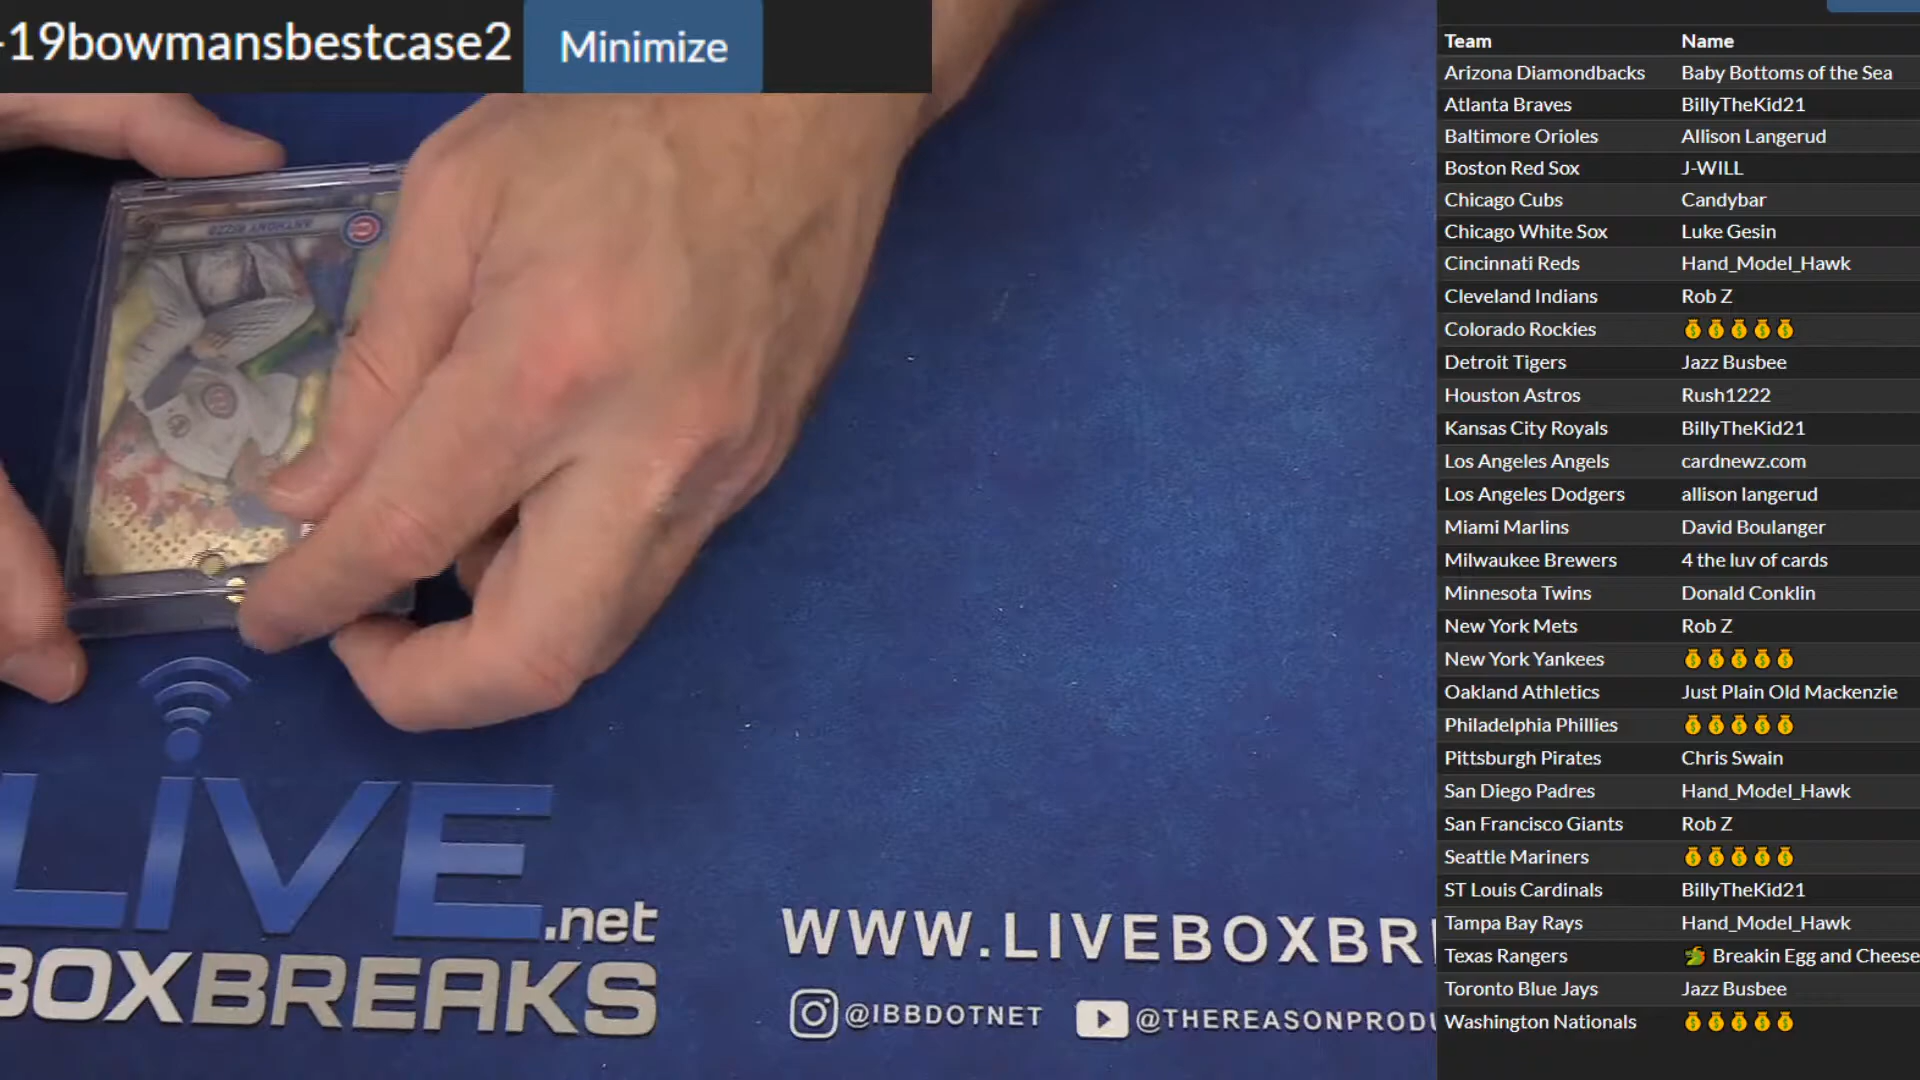 -19bowmansbestcase2
Minimize
ANTHONY RIZZO
LIVE.net
BOXBREAKS
WWW.LIVEBOXBR
@IBBDOTNET
@THEREASONPRODU
Team Name
Arizona Diamondbacks Baby Bottoms of the Sea
Atlanta Braves BillyTheKid21
Baltimore Orioles Allison Langerud
Boston Red Sox J-WILL
Chicago Cubs Candybar
Chicago White Sox Luke Gesin
Cincinnati Reds Hand_Model_Hawk
Cleveland Indians Rob Z
Colorado Rockies 💰💰💰💰💰
Detroit Tigers Jazz Busbee
Houston Astros Rush1222
Kansas City Royals BillyTheKid21
Los Angeles Angels cardnewz.com
Los Angeles Dodgers allison langerud
Miami Marlins David Boulanger
Milwaukee Brewers 4 the luv of cards
Minnesota Twins Donald Conklin
New York Mets Rob Z
New York Yankees 💰💰💰💰💰
Oakland Athletics Just Plain Old Mackenzie
Philadelphia Phillies 💰💰💰💰💰
Pittsburgh Pirates Chris Swain
San Diego Padres Hand_Model_Hawk
San Francisco Giants Rob Z
Seattle Mariners 💰💰💰💰💰
ST Louis Cardinals BillyTheKid21
Tampa Bay Rays Hand_Model_Hawk
Texas Rangers 🐲 Breakin Egg and Cheese
Toronto Blue Jays Jazz Busbee
Washington Nationals 💰💰💰💰💰